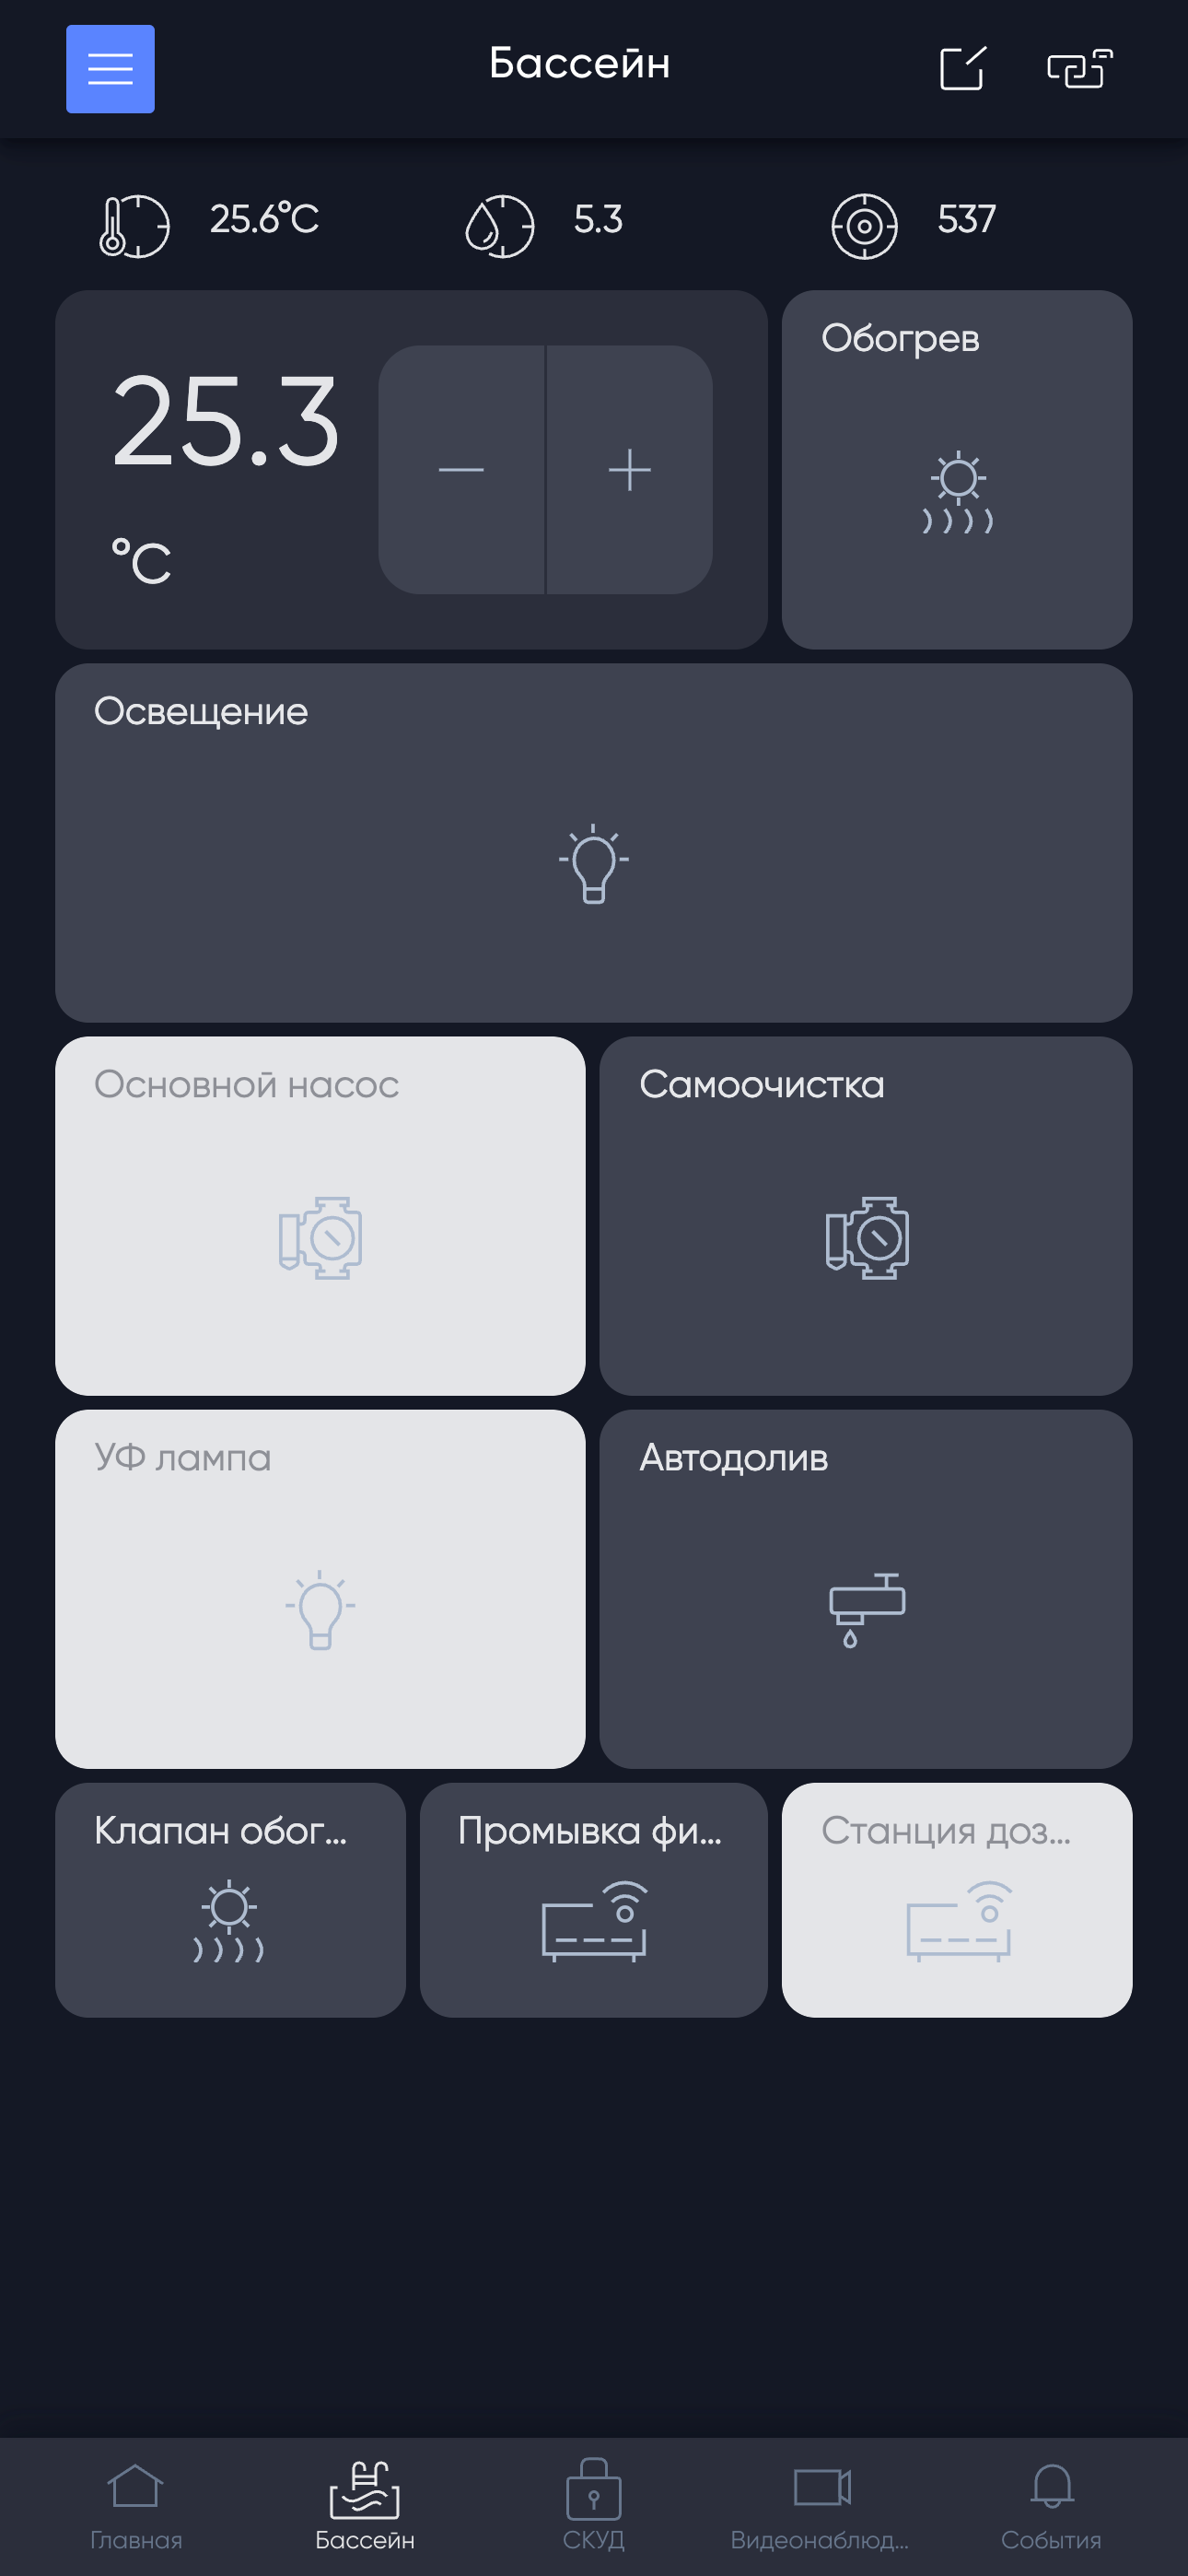 Бассейн
25.6°C
5.3
537
25.3
°C
Обогрев
Освещение
Основной насос
Самоочистка
УФ лампа
Автодолив
Клапан обог...
Промывка фи...
Станция доз...
Главная
Бассейн
СКУД
Видеонаблюд...
События